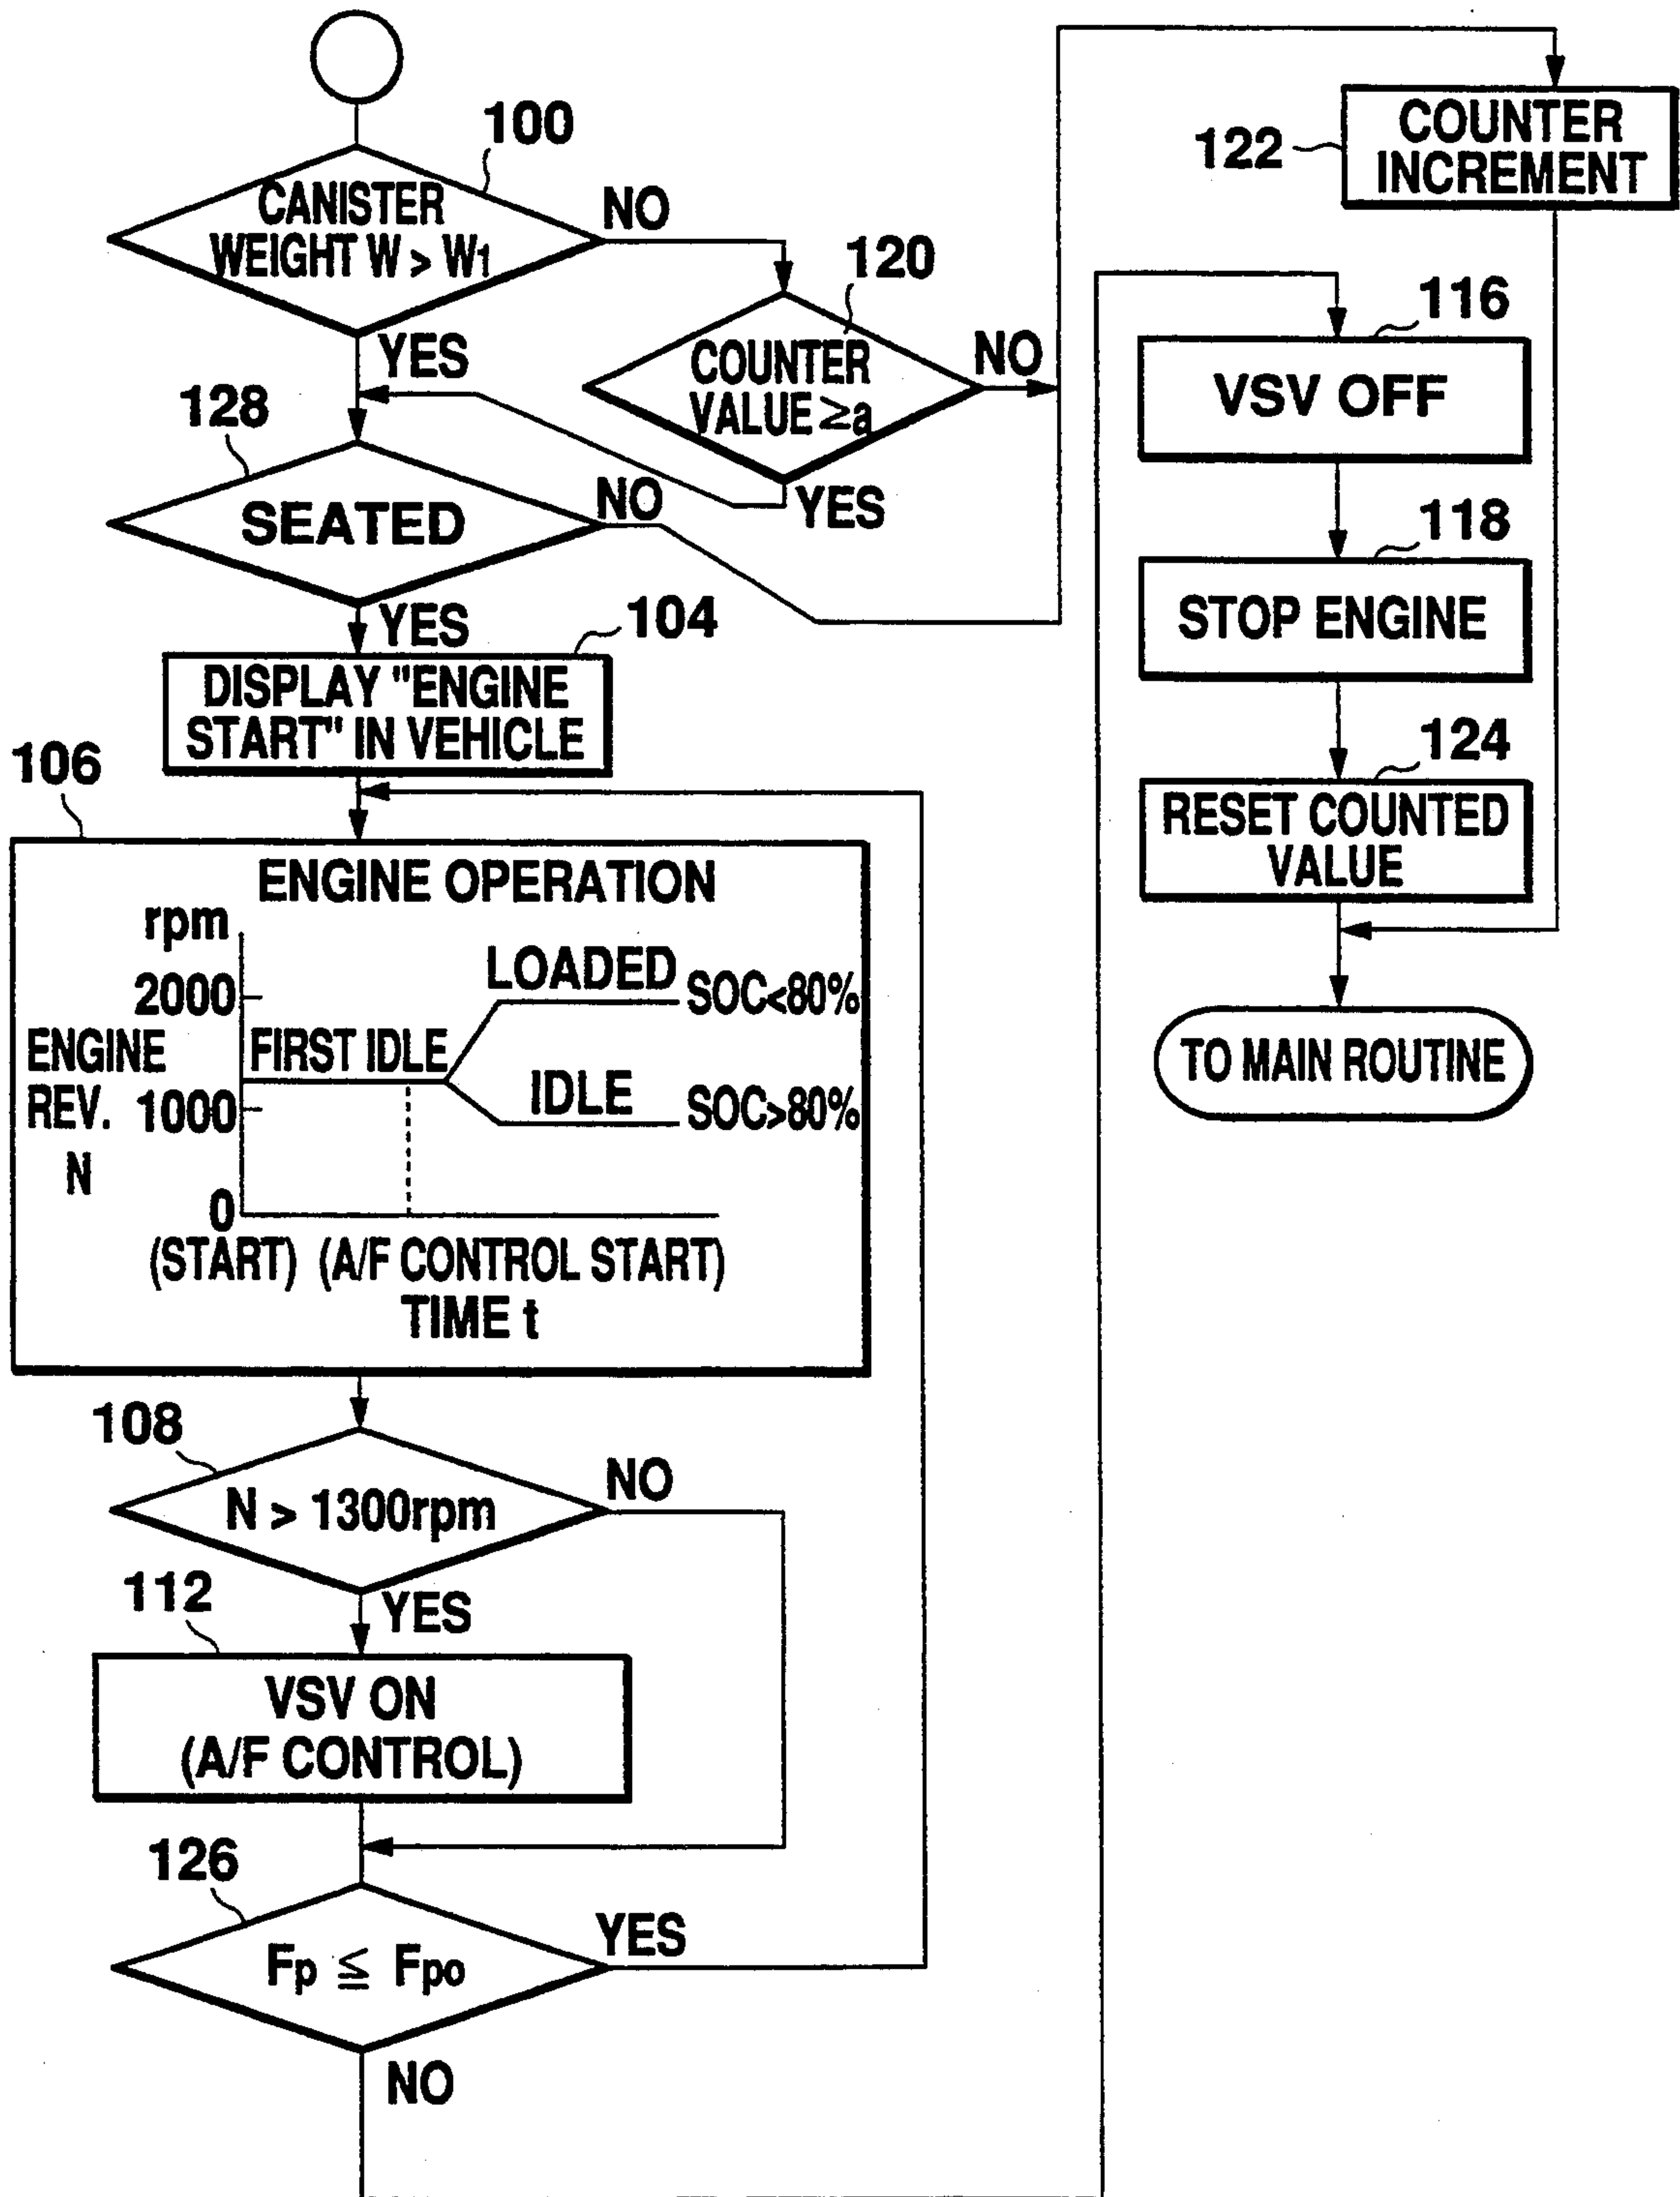 100
CANISTER
WEIGHT W > W1
NO
YES
120
COUNTER
VALUE ≥a
NO
YES
128
SEATED
NO
YES
104
DISPLAY "ENGINE
START" IN VEHICLE
106
ENGINE OPERATION
rpm
2000
LOADED
SOC<80%
ENGINE
REV.
N
FIRST IDLE
1000
IDLE
SOC>80%
0
(START) (A/F CONTROL START)
TIME t
108
N > 1300rpm
NO
YES
112
VSV ON
(A/F CONTROL)
126
Fp ≦ Fpo
YES
NO
122
COUNTER
INCREMENT
116
VSV OFF
118
STOP ENGINE
124
RESET COUNTED
VALUE
TO MAIN ROUTINE